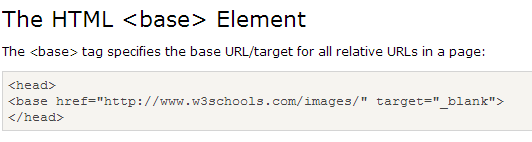 The HTML <base> Element
The <base> tag specifies the base URL/target for all relative URLs in a page:
<head>
<base href="http://www.w3schools.com/images/" target="_blank">
</head>